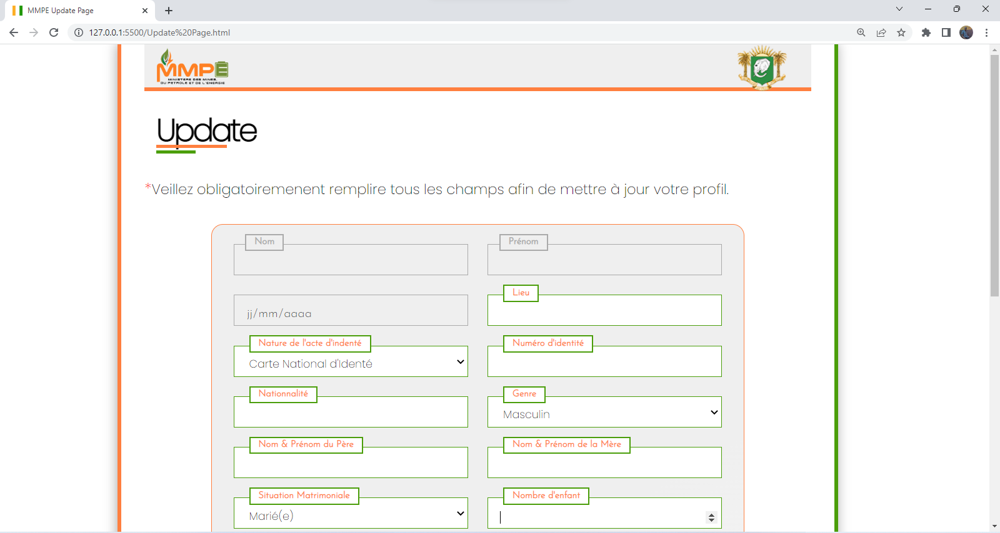 MMPE Update Page
127.0.0.1:5500/Update%20Page.html
MMPE
MINISTERE DES MINES,
DU PETROLE ET DE L'ENERGIE
Update
*Veillez obligatoiremenent remplire tous les champs afin de mettre à jour votre profil.
Nom
Prénom
jj/mm/aaaa
Lieu
Nature de l'acte d'indenté
Carte National d'Identé
Numéro d'identité
Nationnalité
Genre
Masculin
Nom & Prénom du Père
Nom & Prénom de la Mère
Situation Matrimoniale
Marié(e)
Nombre d'enfant